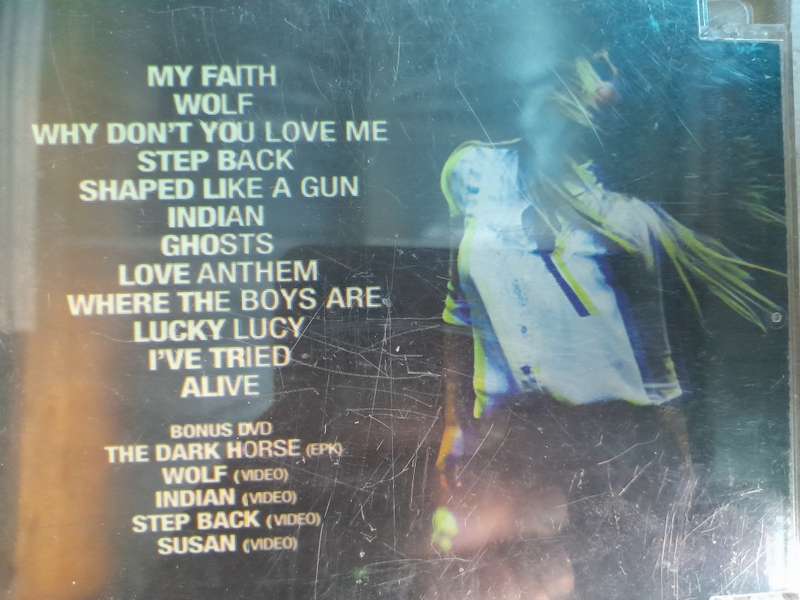 MY FAITH
WOLF
WHY DON'T YOU LOVE ME
STEP BACK
SHAPED LIKE A GUN
INDIAN
GHOSTS
LOVE ANTHEM
WHERE THE BOYS ARE
LUCKY LUCY
I'VE TRIED
ALIVE
BONUS DVD
THE DARK HORSE (EPK)
WOLF (VIDEO)
INDIAN (VIDEO)
STEP BACK (VIDEO)
SUSAN (VIDEO)